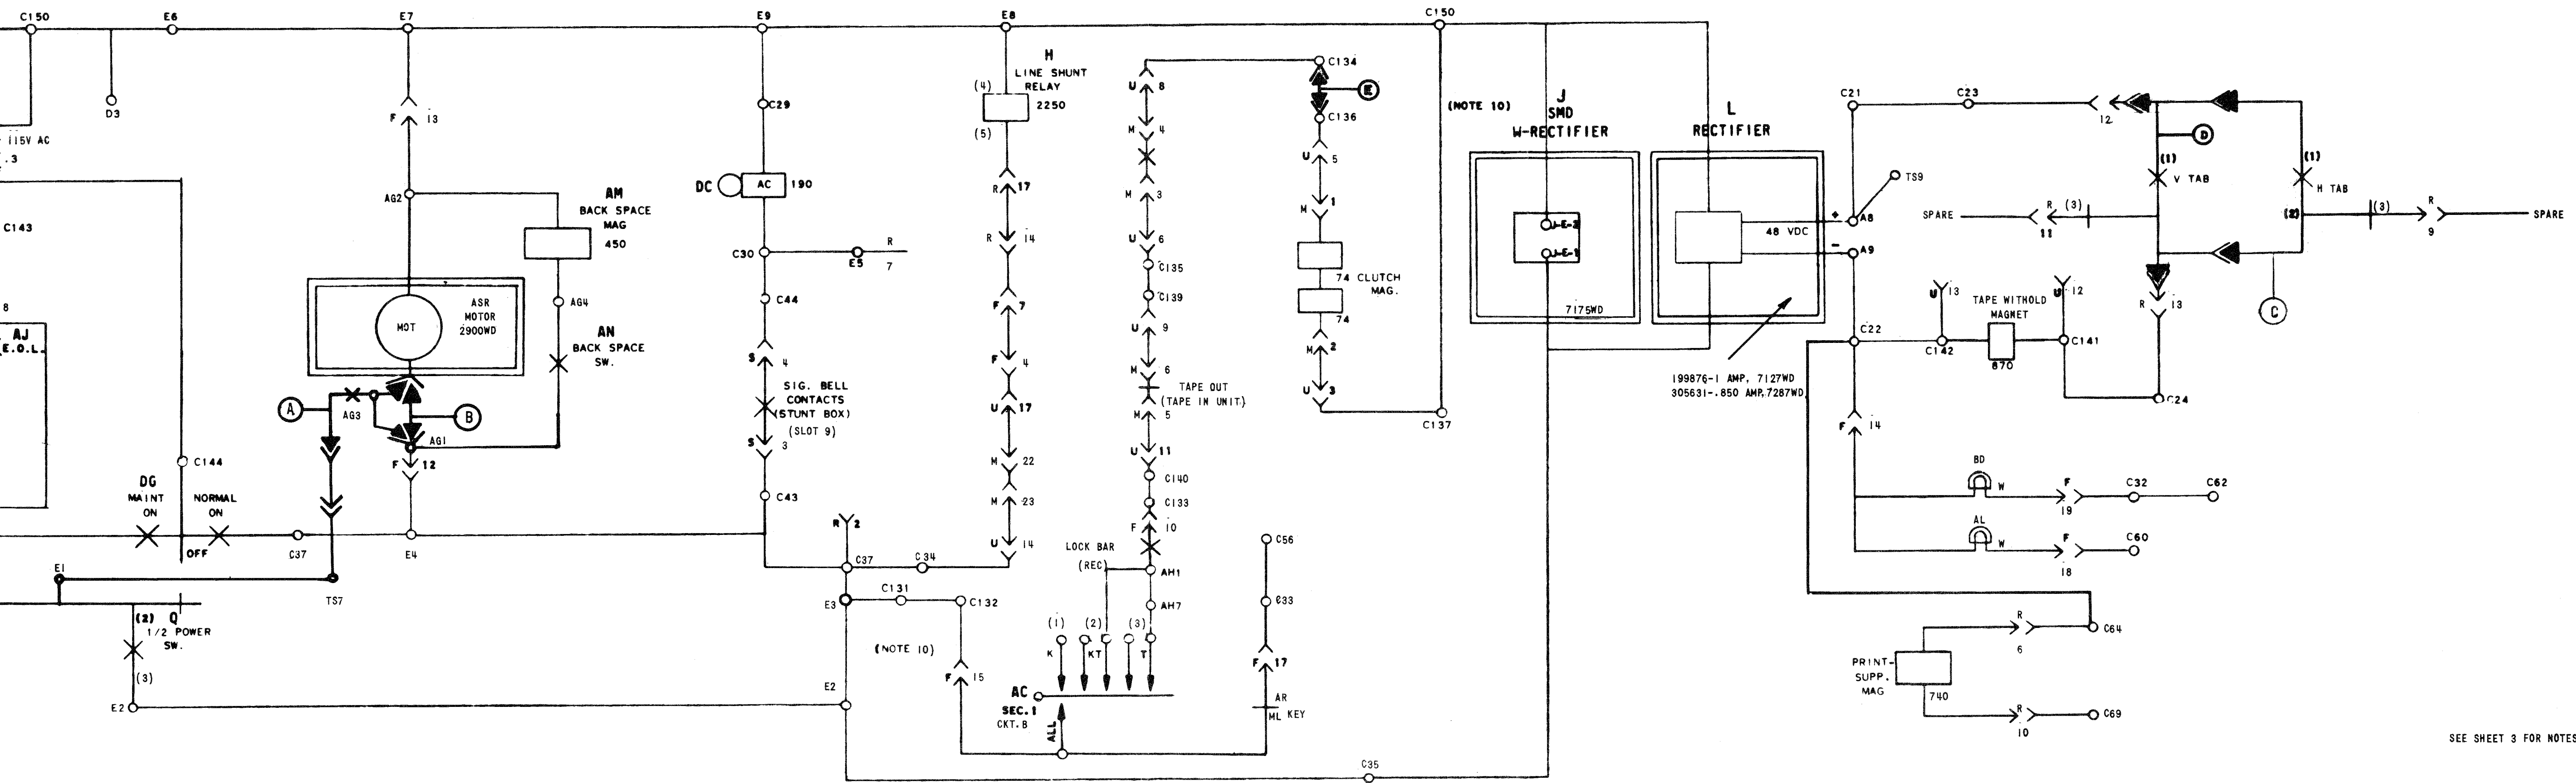 C150
E6
E7
E9
E8
C150
D3
115V AC
.3
C143
8
AJ
E.O.L.
C144
DG
MAINT
ON
NORMAL
ON
OFF
C37
E1
TS7
(2) Q
1/2 POWER
SW.
(3)
E2
F 13
AG2
AM
BACK SPACE
MAG
450
MOT
ASR
MOTOR
2900WD
AG4
AN
BACK SPACE
SW.
A
AG3
B
AG1
F 12
E4
C29
DC
AC
190
C30
E5
R
7
C44
S 4
SIG. BELL
CONTACTS
(STUNT BOX)
(SLOT 9)
S 3
C43
R 2
C37
C34
E3
C131
C132
(NOTE 10)
F 15
E2
H
LINE SHUNT
RELAY
(4)
2250
(5)
R 17
R 14
F 7
F 4
U 17
M 22
M 23
U 14
U 8
M 4
M 3
U 6
C135
C139
U 9
M 6
TAPE OUT
(TAPE IN UNIT)
M 5
U 11
C140
C133
F 10
LOCK BAR
(REC)
AH1
AH7
(1)
(2)
(3)
K
KT
T
AC
SEC.1
CKT.B
ALL
C56
C33
F 17
AR
ML KEY
C35
C134
E
C136
U 5
M 1
74 CLUTCH
MAG.
74
M 2
U 3
C137
(NOTE 10)
J
SMD
W-RECTIFIER
J-E-2
J-E-1
7175WD
L
RECTIFIER
48 VDC
+
-
A8
A9
TS9
199876-1 AMP, 7127WD
305631-.850 AMP,7287WD
C21
C23
12
D
(1)
V TAB
SPARE
R
(3)
11
(1)
H TAB
(2)
(3)
R
9
SPARE
C
R 13
C22
U 13
C142
TAPE WITHOLD
MAGNET
870
U 12
C141
C24
F 14
BD
W
F
19
C32
C62
AL
W
F
18
C60
R
6
C64
PRINT-
SUPP.
MAG
740
R
10
C69
SEE SHEET 3 FOR NOTES